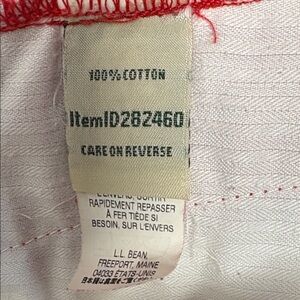 100% COTTON
ItemID282460
CARE ON REVERSE
L'ENVERS, SORTIR
RAPIDEMENT REPASSER
À FER TIÈDE SI
BESOIN, SUR L'ENVERS
L.L. BEAN,
FREEPORT, MAINE
04033 ÉTATS-UNIS